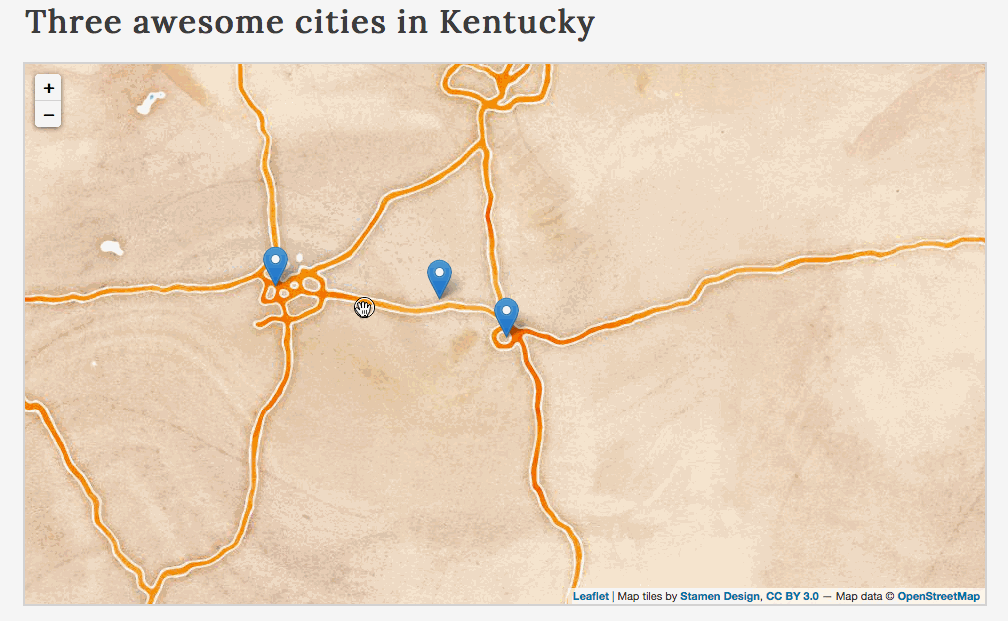 Three awesome cities in Kentucky
+
−
Leaflet | Map tiles by Stamen Design, CC BY 3.0 — Map data © OpenStreetMap